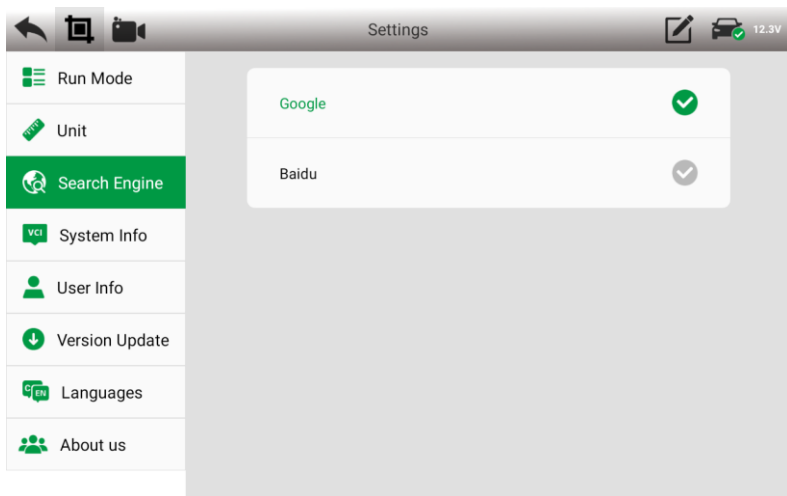 Settings
12.3V
Run Mode
Unit
Search Engine
VCI
System Info
User Info
Version Update
C EN
Languages
About us
Google
Baidu